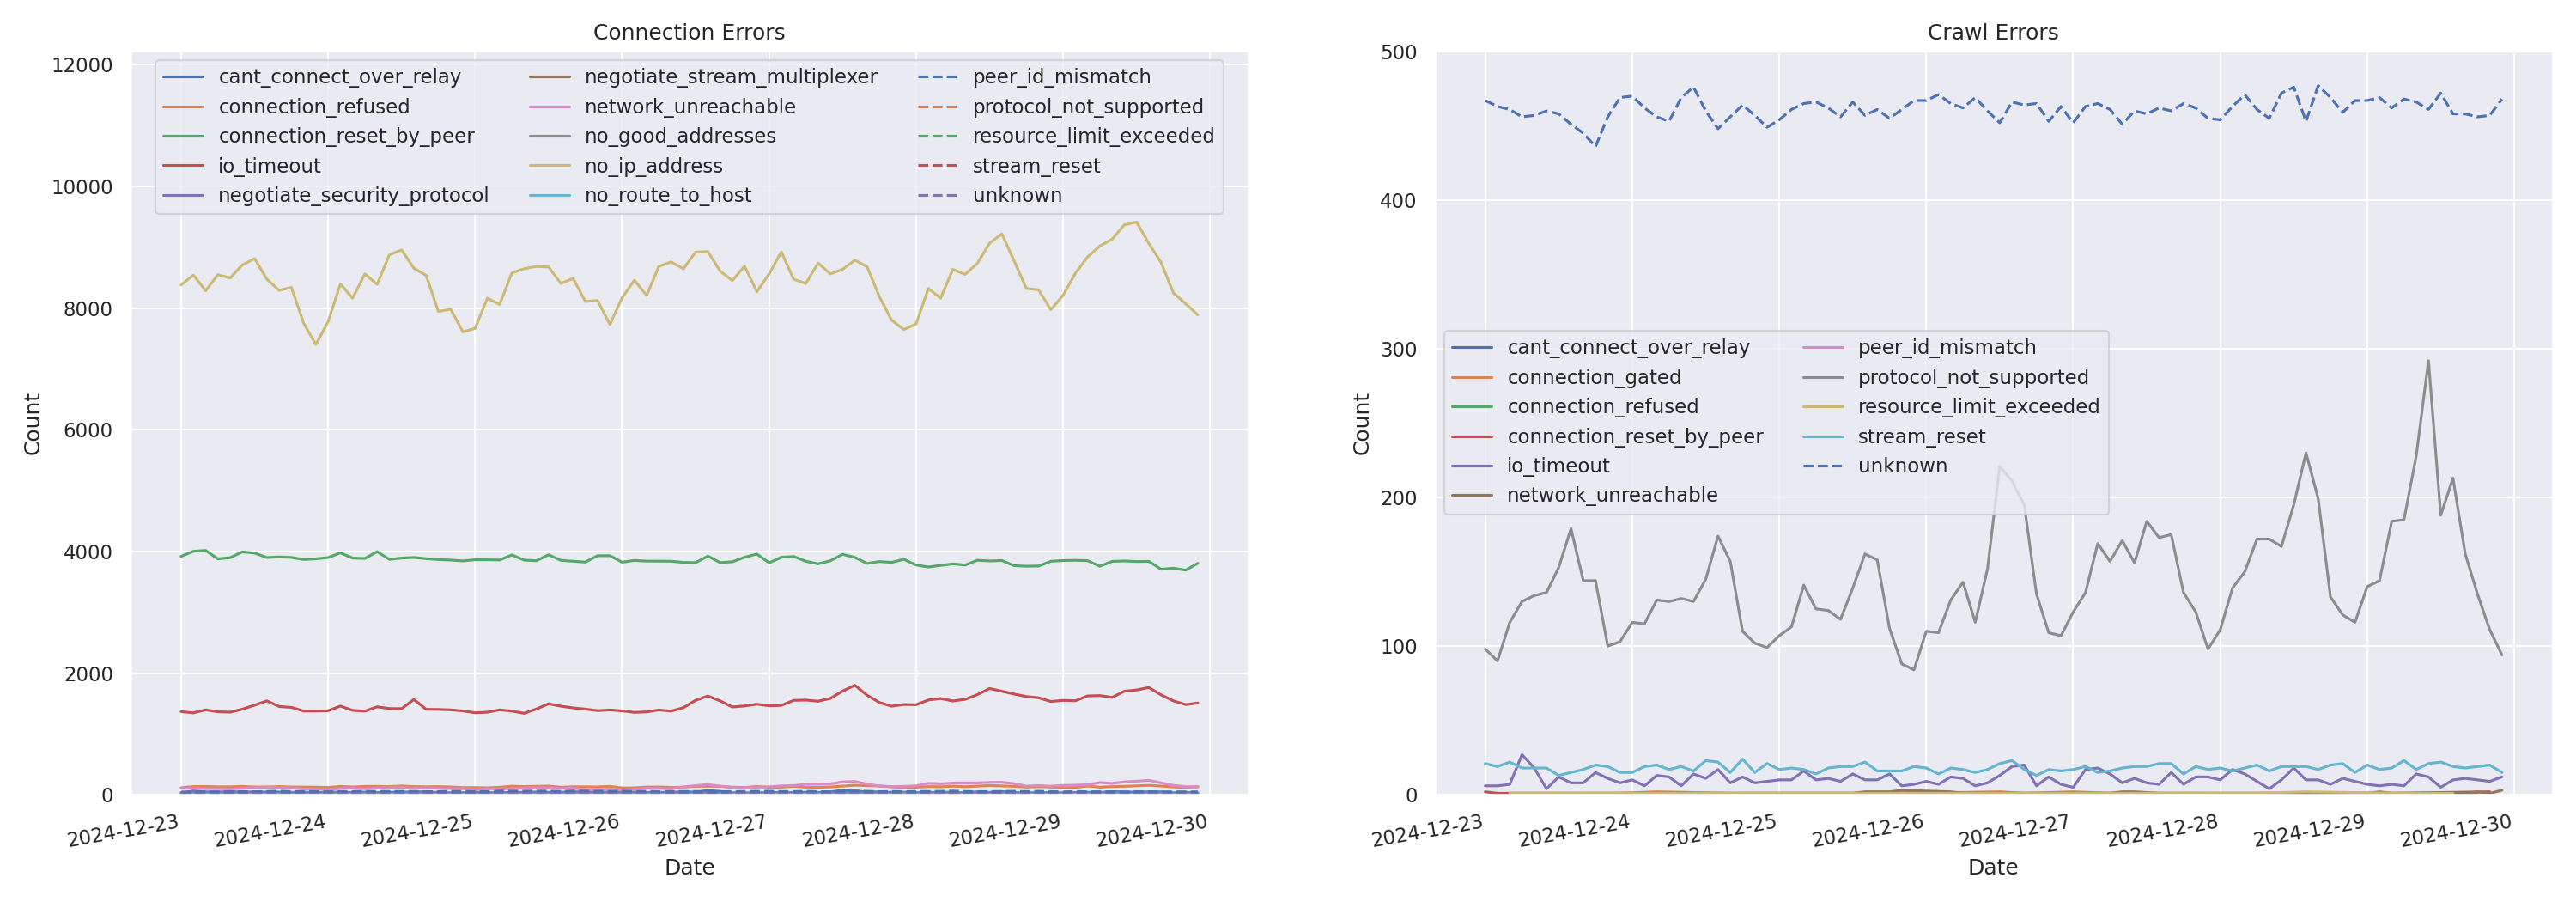 Connection Errors
12000
10000
8000
6000
4000
2000
0
Count
cant_connect_over_relay
connection_refused
connection_reset_by_peer
io_timeout
negotiate_security_protocol
negotiate_stream_multiplexer
network_unreachable
no_good_addresses
no_ip_address
no_route_to_host
peer_id_mismatch
protocol_not_supported
resource_limit_exceeded
stream_reset
unknown
2024-12-23
2024-12-24
2024-12-25
2024-12-26
2024-12-27
2024-12-28
2024-12-29
2024-12-30
Date
Crawl Errors
500
400
300
200
100
0
Count
cant_connect_over_relay
connection_gated
connection_refused
connection_reset_by_peer
io_timeout
network_unreachable
peer_id_mismatch
protocol_not_supported
resource_limit_exceeded
stream_reset
unknown
2024-12-23
2024-12-24
2024-12-25
2024-12-26
2024-12-27
2024-12-28
2024-12-29
2024-12-30
Date